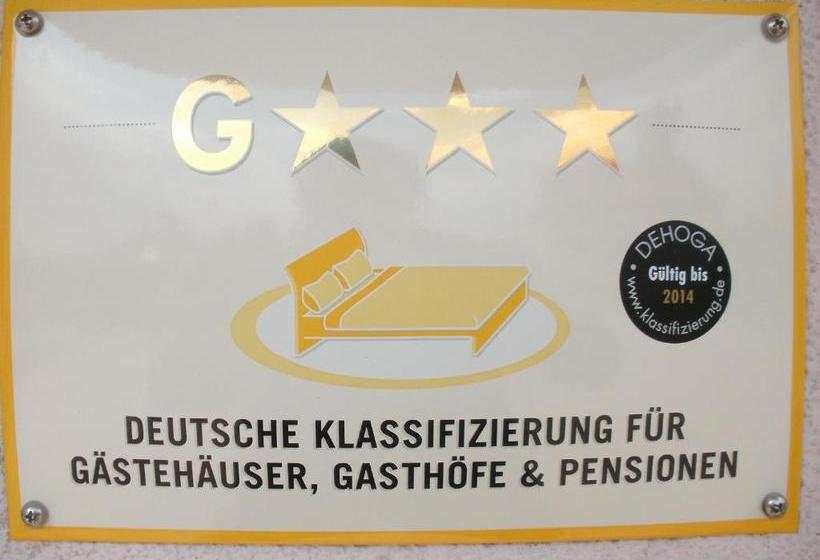 G★★★
DEHOGA
Gültig bis
2014
www.klassifizierung.de
DEUTSCHE KLASSIFIZIERUNG FÜR
GÄSTEHÄUSER, GASTHÖFE & PENSIONEN